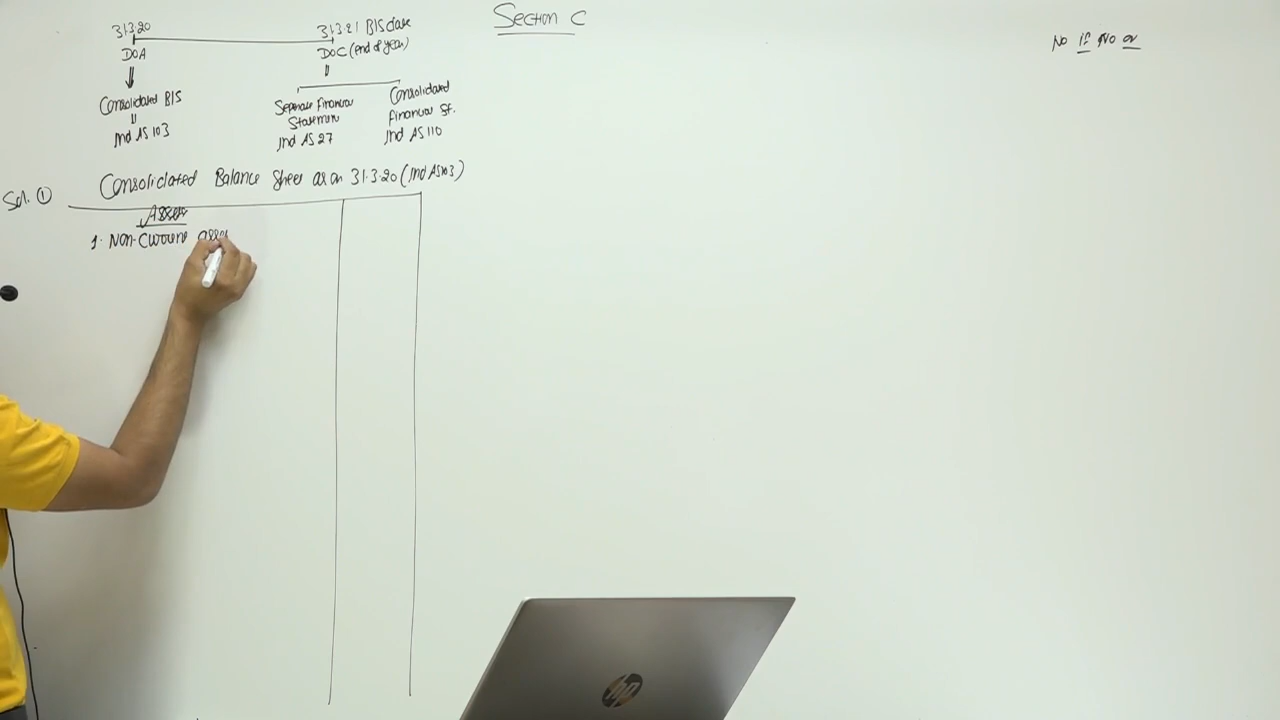 Section C
No if No or
31.3.20
31.3.21 B|S date
DOA
DOC (end of year)
Consolidated B|S
Ind AS 103
Separate Financial
Statement
Ind AS 27
Consolidated
Financial St.
Ind AS 110
Sol. ①
Consolidated Balance Sheet as on 31.3.20 (Ind AS 103)
Assets
1. Non-Current asse
hp